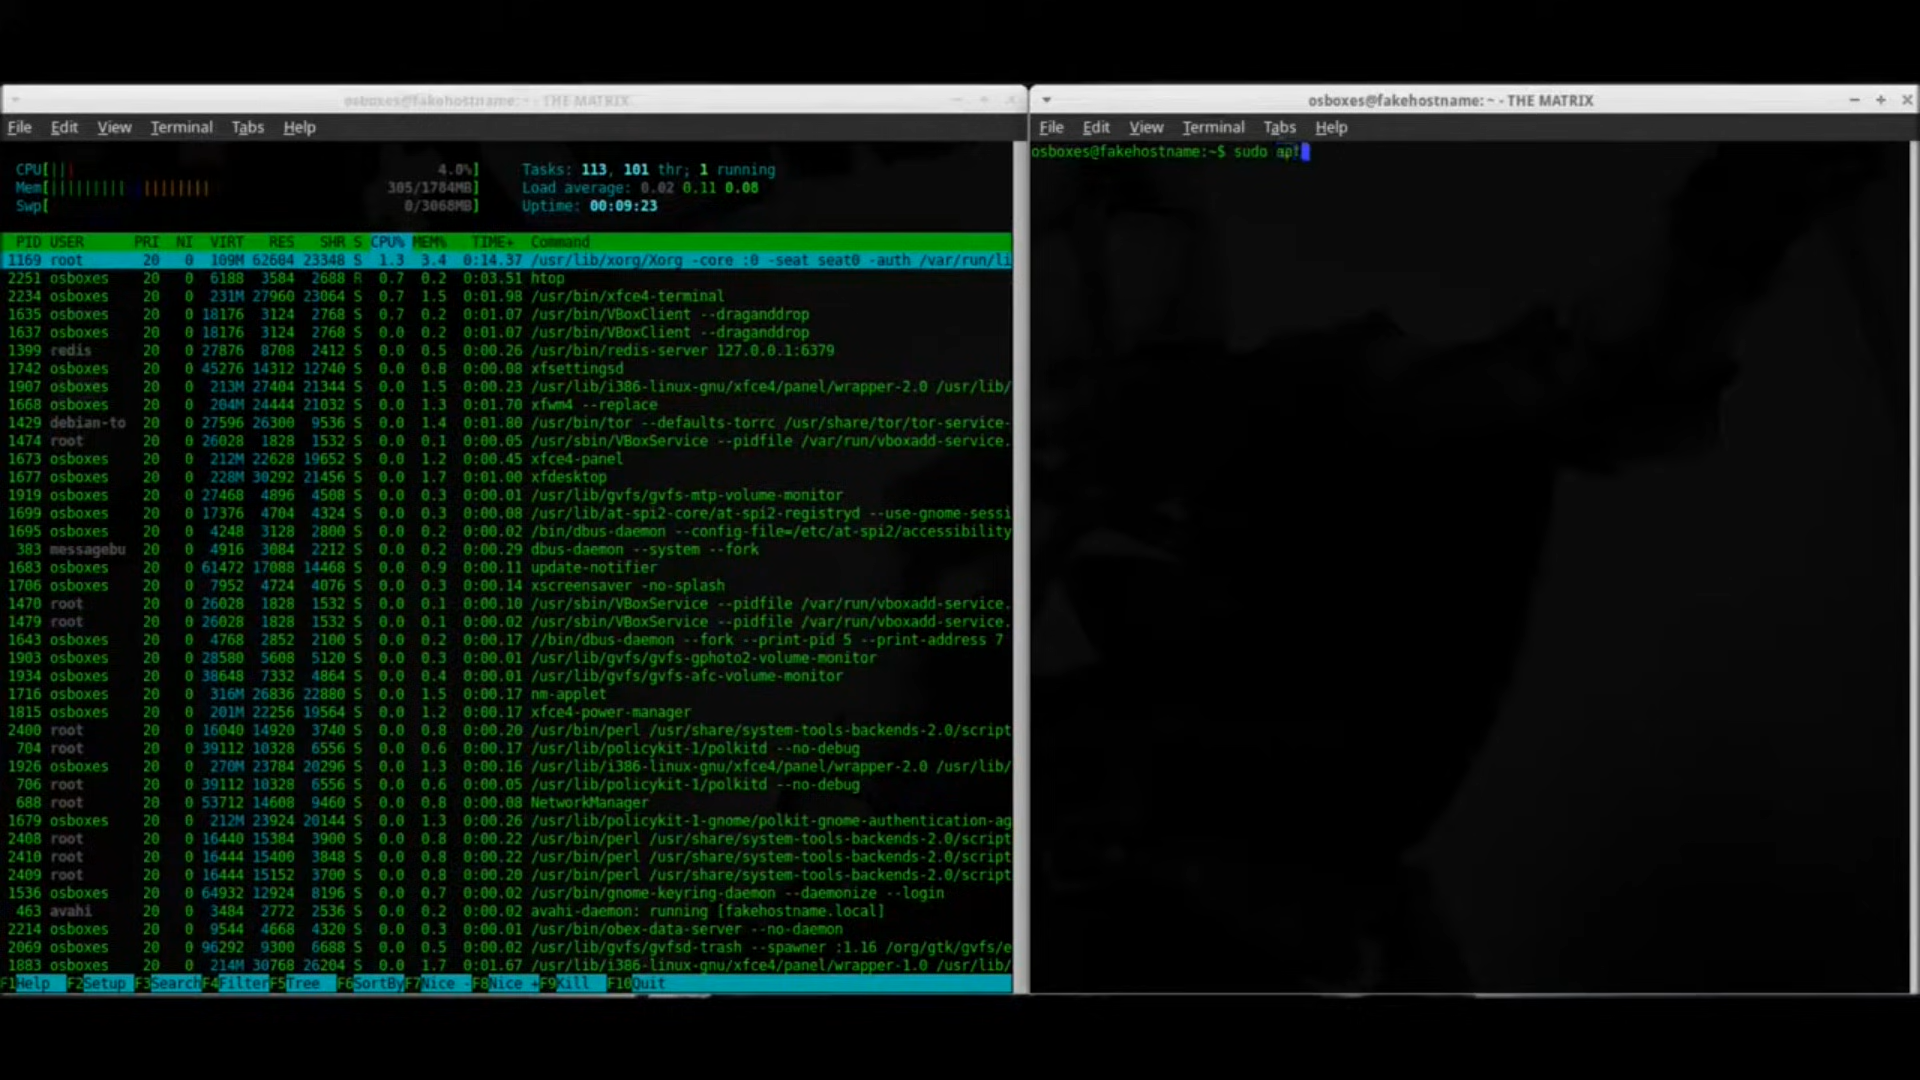 osboxes@fakehostname: ~ - THE MATRIX
File Edit View Terminal Tabs Help
CPU[||| 4.0%] Tasks: 113, 101 thr; 1 running
Mem[|||||||||| |||||||| 305/1784MB] Load average: 0.02 0.11 0.08
Swp[ 0/3068MB] Uptime: 00:09:23
PID USER PRI NI VIRT RES SHR S CPU% MEM% TIME+ Command
1169 root 20 0 109M 62684 23348 S 1.3 3.4 0:14.37 /usr/lib/xorg/Xorg -core :0 -seat seat0 -auth /var/run/li
2251 osboxes 20 0 6188 3584 2688 R 0.7 0.2 0:03.51 htop
2234 osboxes 20 0 231M 27960 23064 S 0.7 1.5 0:01.98 /usr/bin/xfce4-terminal
1635 osboxes 20 0 18176 3124 2768 S 0.7 0.2 0:01.07 /usr/bin/VBoxClient --draganddrop
1637 osboxes 20 0 18176 3124 2768 S 0.0 0.2 0:01.07 /usr/bin/VBoxClient --draganddrop
1399 redis 20 0 27876 8708 2412 S 0.0 0.5 0:00.26 /usr/bin/redis-server 127.0.0.1:6379
1742 osboxes 20 0 45276 14312 12740 S 0.0 0.8 0:00.08 xfsettingsd
1907 osboxes 20 0 213M 27404 21344 S 0.0 1.5 0:00.23 /usr/lib/i386-linux-gnu/xfce4/panel/wrapper-2.0 /usr/lib/
1668 osboxes 20 0 204M 24444 21032 S 0.0 1.3 0:01.70 xfwm4 --replace
1429 debian-to 20 0 27596 26300 9536 S 0.0 1.4 0:01.80 /usr/bin/tor --defaults-torrc /usr/share/tor/tor-service-
1474 root 20 0 26028 1828 1532 S 0.0 0.1 0:00.05 /usr/sbin/VBoxService --pidfile /var/run/vboxadd-service.
1673 osboxes 20 0 212M 22628 19652 S 0.0 1.2 0:00.45 xfce4-panel
1677 osboxes 20 0 228M 30292 21456 S 0.0 1.7 0:01.00 xfdesktop
1919 osboxes 20 0 27468 4896 4508 S 0.0 0.3 0:00.01 /usr/lib/gvfs/gvfs-mtp-volume-monitor
1699 osboxes 20 0 17376 4704 4324 S 0.0 0.3 0:00.08 /usr/lib/at-spi2-core/at-spi2-registryd --use-gnome-sessi
1695 osboxes 20 0 4248 3128 2800 S 0.0 0.2 0:00.02 /bin/dbus-daemon --config-file=/etc/at-spi2/accessibility
383 messagebu 20 0 4916 3084 2212 S 0.0 0.2 0:00.29 dbus-daemon --system --fork
1683 osboxes 20 0 61472 17088 14468 S 0.0 0.9 0:00.11 update-notifier
1706 osboxes 20 0 7952 4724 4076 S 0.0 0.3 0:00.14 xscreensaver -no-splash
1470 root 20 0 26028 1828 1532 S 0.0 0.1 0:00.10 /usr/sbin/VBoxService --pidfile /var/run/vboxadd-service.
1479 root 20 0 26028 1828 1532 S 0.0 0.1 0:00.02 /usr/sbin/VBoxService --pidfile /var/run/vboxadd-service.
1643 osboxes 20 0 4768 2852 2100 S 0.0 0.2 0:00.17 //bin/dbus-daemon --fork --print-pid 5 --print-address 7
1903 osboxes 20 0 28580 5608 5120 S 0.0 0.3 0:00.01 /usr/lib/gvfs/gvfs-gphoto2-volume-monitor
1934 osboxes 20 0 38648 7332 4864 S 0.0 0.4 0:00.01 /usr/lib/gvfs/gvfs-afc-volume-monitor
1716 osboxes 20 0 316M 26836 22880 S 0.0 1.5 0:00.17 nm-applet
1815 osboxes 20 0 201M 22256 19564 S 0.0 1.2 0:00.17 xfce4-power-manager
2400 root 20 0 16040 14920 3740 S 0.0 0.8 0:00.20 /usr/bin/perl /usr/share/system-tools-backends-2.0/script
704 root 20 0 39112 10328 6556 S 0.0 0.6 0:00.17 /usr/lib/policykit-1/polkitd --no-debug
1926 osboxes 20 0 270M 23784 20296 S 0.0 1.3 0:00.16 /usr/lib/i386-linux-gnu/xfce4/panel/wrapper-2.0 /usr/lib/
706 root 20 0 39112 10328 6556 S 0.0 0.6 0:00.05 /usr/lib/policykit-1/polkitd --no-debug
688 root 20 0 53712 14608 9460 S 0.0 0.8 0:00.08 NetworkManager
1679 osboxes 20 0 212M 23924 20144 S 0.0 1.3 0:00.26 /usr/lib/policykit-1-gnome/polkit-gnome-authentication-ag
2408 root 20 0 16440 15384 3900 S 0.0 0.8 0:00.22 /usr/bin/perl /usr/share/system-tools-backends-2.0/script
2410 root 20 0 16444 15400 3848 S 0.0 0.8 0:00.22 /usr/bin/perl /usr/share/system-tools-backends-2.0/script
2409 root 20 0 16444 15152 3700 S 0.0 0.8 0:00.20 /usr/bin/perl /usr/share/system-tools-backends-2.0/script
1536 osboxes 20 0 64932 12924 8196 S 0.0 0.7 0:00.02 /usr/bin/gnome-keyring-daemon --daemonize --login
463 avahi 20 0 3484 2772 2536 S 0.0 0.2 0:00.02 avahi-daemon: running [fakehostname.local]
2214 osboxes 20 0 9544 4668 4320 S 0.0 0.3 0:00.01 /usr/bin/obex-data-server --no-daemon
2069 osboxes 20 0 96292 9300 6688 S 0.0 0.5 0:00.02 /usr/lib/gvfs/gvfsd-trash --spawner :1.16 /org/gtk/gvfs/e
1883 osboxes 20 0 214M 30768 26204 S 0.0 1.7 0:01.67 /usr/lib/i386-linux-gnu/xfce4/panel/wrapper-1.0 /usr/lib/
F1Help F2Setup F3SearchF4FilterF5Tree F6SortByF7Nice -F8Nice +F9Kill F10Quit
osboxes@fakehostname: ~ - THE MATRIX
File Edit View Terminal Tabs Help
osboxes@fakehostname:~$ sudo apt